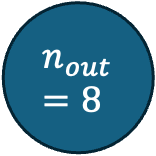 n_out
= 8